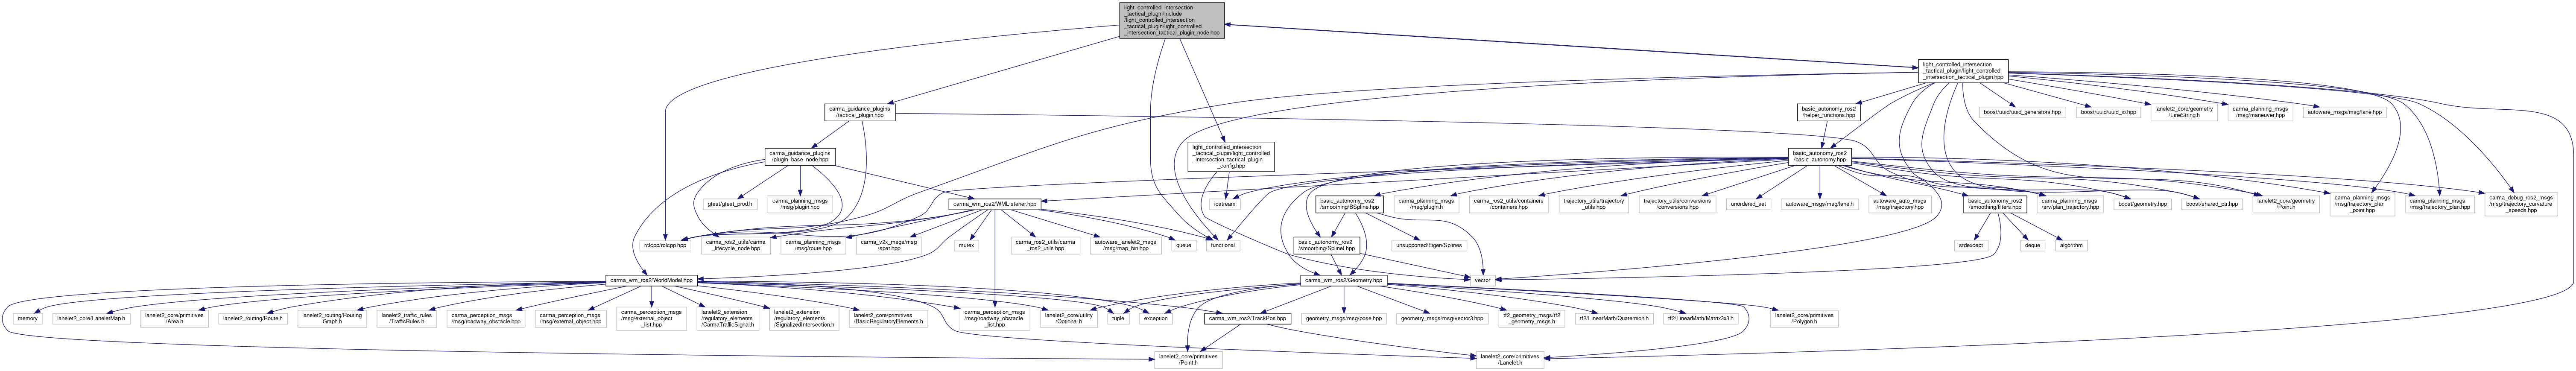 light_controlled_intersection
_tactical_plugin/include
/light_controlled_intersection
_tactical_plugin/light_controlled
_intersection_tactical_plugin_node.hpp
light_controlled_intersection
_tactical_plugin/light_controlled
_intersection_tactical_plugin.hpp
carma_guidance_plugins
/tactical_plugin.hpp
basic_autonomy_ros2
/helper_functions.hpp
boost/uuid/uuid_generators.hpp
boost/uuid/uuid_io.hpp
lanelet2_core/geometry
/LineString.h
carma_planning_msgs
/msg/maneuver.hpp
autoware_msgs/msg/lane.hpp
carma_guidance_plugins
/plugin_base_node.hpp
light_controlled_intersection
_tactical_plugin/light_controlled
_intersection_tactical_plugin
_config.hpp
basic_autonomy_ros2
/basic_autonomy.hpp
gtest/gtest_prod.h
carma_planning_msgs
/msg/plugin.hpp
carma_wm_ros2/WMListener.hpp
iostream
basic_autonomy_ros2
/smoothing/BSpline.hpp
carma_planning_msgs
/msg/plugin.h
carma_ros2_utils/containers
/containers.hpp
trajectory_utils/trajectory
_utils.hpp
trajectory_utils/conversions
/conversions.hpp
unordered_set
autoware_msgs/msg/lane.h
autoware_auto_msgs
/msg/trajectory.hpp
basic_autonomy_ros2
/smoothing/filters.hpp
carma_planning_msgs
/srv/plan_trajectory.hpp
boost/geometry.hpp
boost/shared_ptr.hpp
lanelet2_core/geometry
/Point.h
carma_planning_msgs
/msg/trajectory_plan
_point.hpp
carma_planning_msgs
/msg/trajectory_plan.hpp
carma_debug_ros2_msgs
/msg/trajectory_curvature
_speeds.hpp
rclcpp/rclcpp.hpp
carma_ros2_utils/carma
_lifecycle_node.hpp
carma_planning_msgs
/msg/route.hpp
carma_v2x_msgs/msg
/spat.hpp
mutex
carma_ros2_utils/carma
_ros2_utils.hpp
autoware_lanelet2_msgs
/msg/map_bin.hpp
queue
functional
basic_autonomy_ros2
/smoothing/SplineI.hpp
unsupported/Eigen/Splines
stdexcept
deque
algorithm
carma_wm_ros2/WorldModel.hpp
carma_wm_ros2/Geometry.hpp
vector
memory
lanelet2_core/LaneletMap.h
lanelet2_core/primitives
/Area.h
lanelet2_routing/Route.h
lanelet2_routing/Routing
Graph.h
lanelet2_traffic_rules
/TrafficRules.h
carma_perception_msgs
/msg/roadway_obstacle.hpp
carma_perception_msgs
/msg/external_object.hpp
carma_perception_msgs
/msg/external_object
_list.hpp
lanelet2_extension
/regulatory_elements
/CarmaTrafficSignal.h
lanelet2_extension
/regulatory_elements
/SignalizedIntersection.h
lanelet2_core/primitives
/BasicRegulatoryElements.h
carma_perception_msgs
/msg/roadway_obstacle
_list.hpp
lanelet2_core/utility
/Optional.h
tuple
exception
carma_wm_ros2/TrackPos.hpp
geometry_msgs/msg/pose.hpp
geometry_msgs/msg/vector3.hpp
tf2_geometry_msgs/tf2
_geometry_msgs.h
tf2/LinearMath/Quaternion.h
tf2/LinearMath/Matrix3x3.h
lanelet2_core/primitives
/Polygon.h
lanelet2_core/primitives
/Point.h
lanelet2_core/primitives
/Lanelet.h